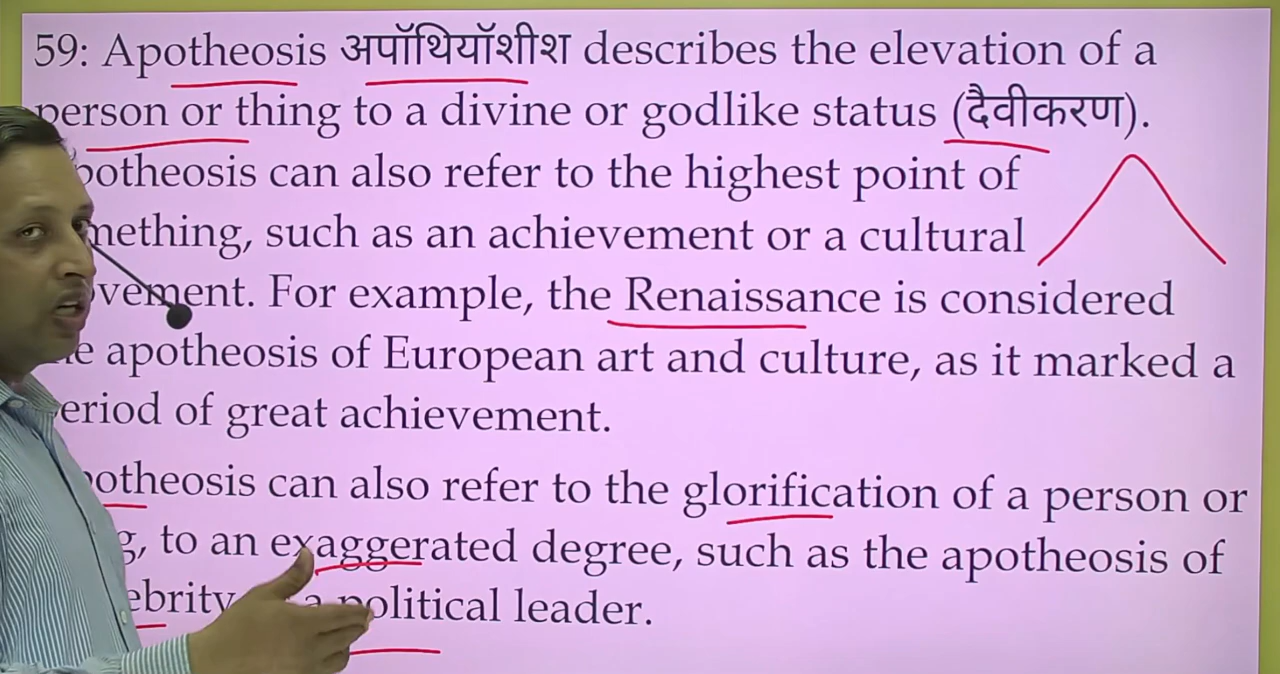 59: Apotheosis अपॉथियॉशीश describes the elevation of a
person or thing to a divine or godlike status (दैवीकरण).
potheosis can also refer to the highest point of
mething, such as an achievement or a cultural
vement. For example, the Renaissance is considered
e apotheosis of European art and culture, as it marked a
eriod of great achievement.
otheosis can also refer to the glorification of a person or
g, to an exaggerated degree, such as the apotheosis of
ebrity a political leader.